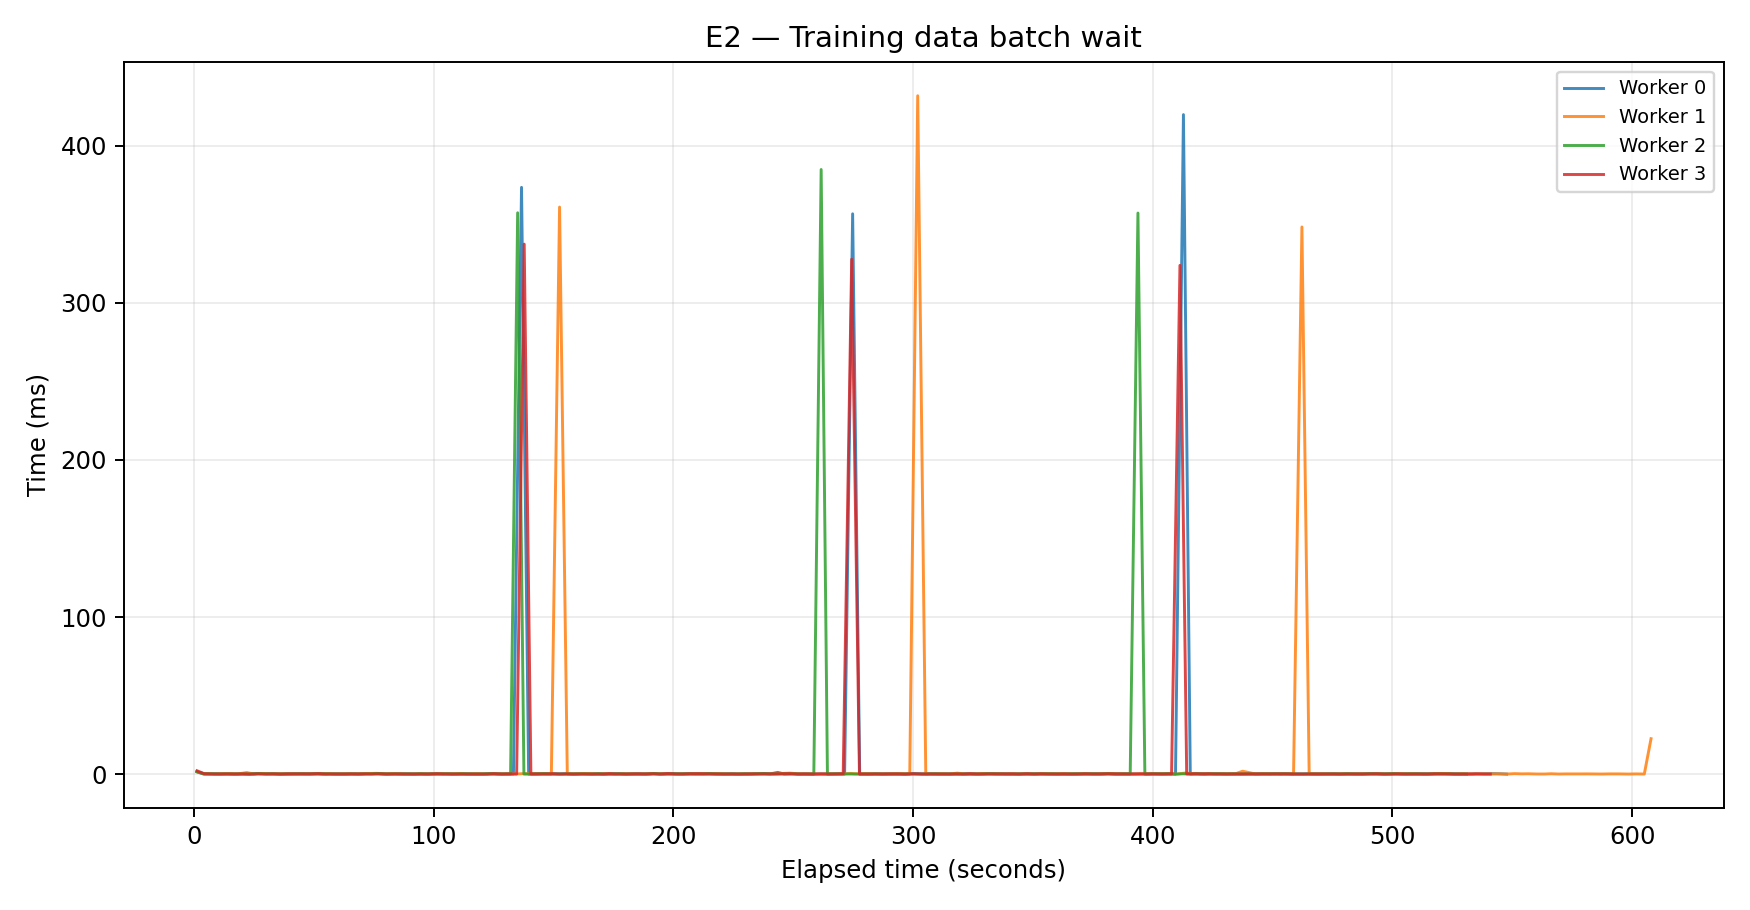 E2 — Training data batch wait
Worker 0
Worker 1
Worker 2
Worker 3
Time (ms)
400
300
200
100
0
0 100 200 300 400 500 600
Elapsed time (seconds)